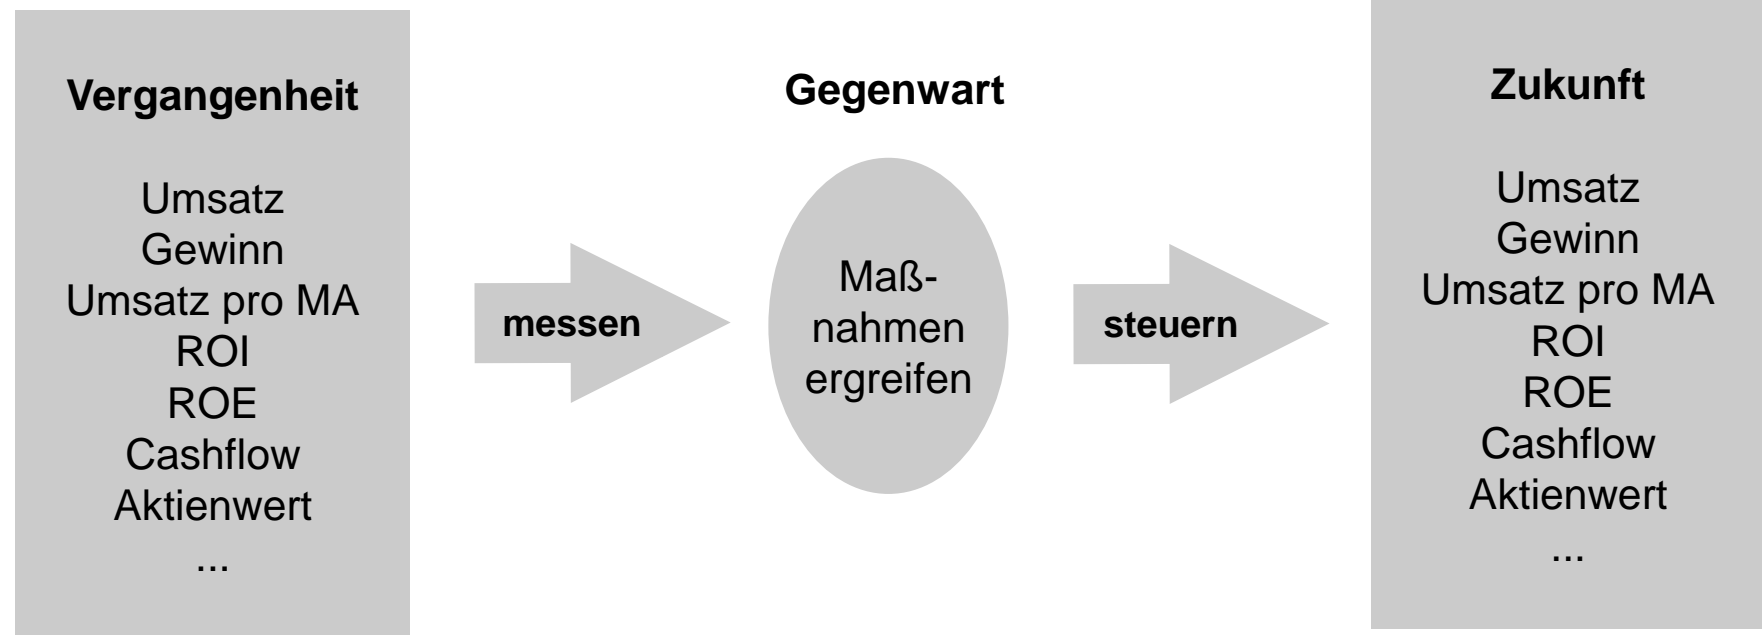 Vergangenheit
Umsatz
Gewinn
Umsatz pro MA
ROI
ROE
Cashflow
Aktienwert
...
messen
Gegenwart
Maß-
nahmen
ergreifen
steuern
Zukunft
Umsatz
Gewinn
Umsatz pro MA
ROI
ROE
Cashflow
Aktienwert
...